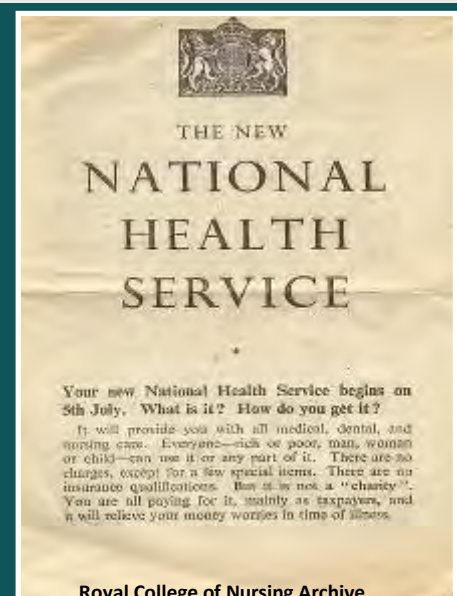 THE NEW
NATIONAL
HEALTH
SERVICE
Your new National Health Service begins on
5th July. What is it? How do you get it?
It will provide you with all medical, dental, and
nursing care. Everyone—rich or poor, man, woman
or child—can use it or any part of it. There are no
charges, except for a few special items. There are no
insurance qualifications. But it is not a "charity".
You are all paying for it, mainly as taxpayers, and
it will relieve your money worries in time of illness.
Royal College of Nursing Archive